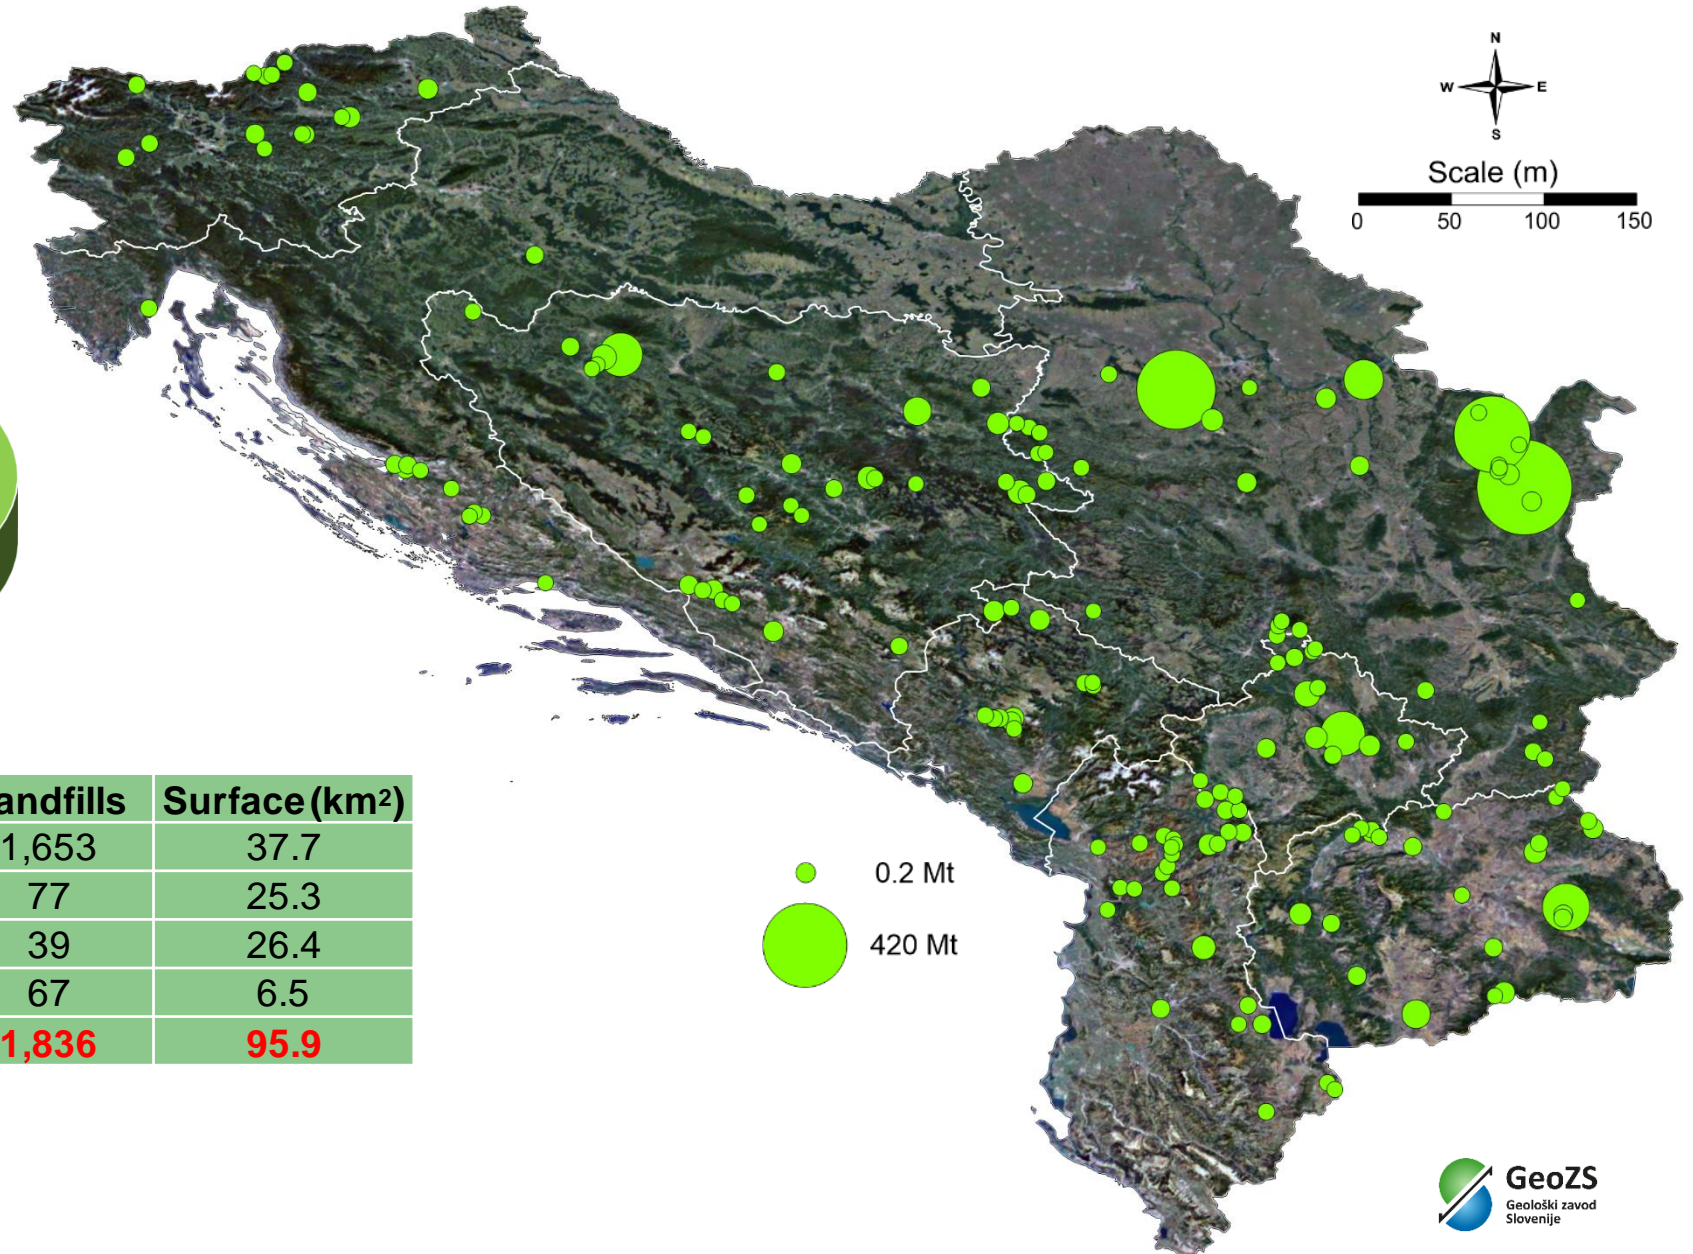 N
W E
S
Scale (m)
0 50 100 150
andfills Surface (km²)
1,653 37.7
77 25.3
39 26.4
67 6.5
1,836 95.9
0.2 Mt
420 Mt
GeoZS
Geološki zavod
Slovenije